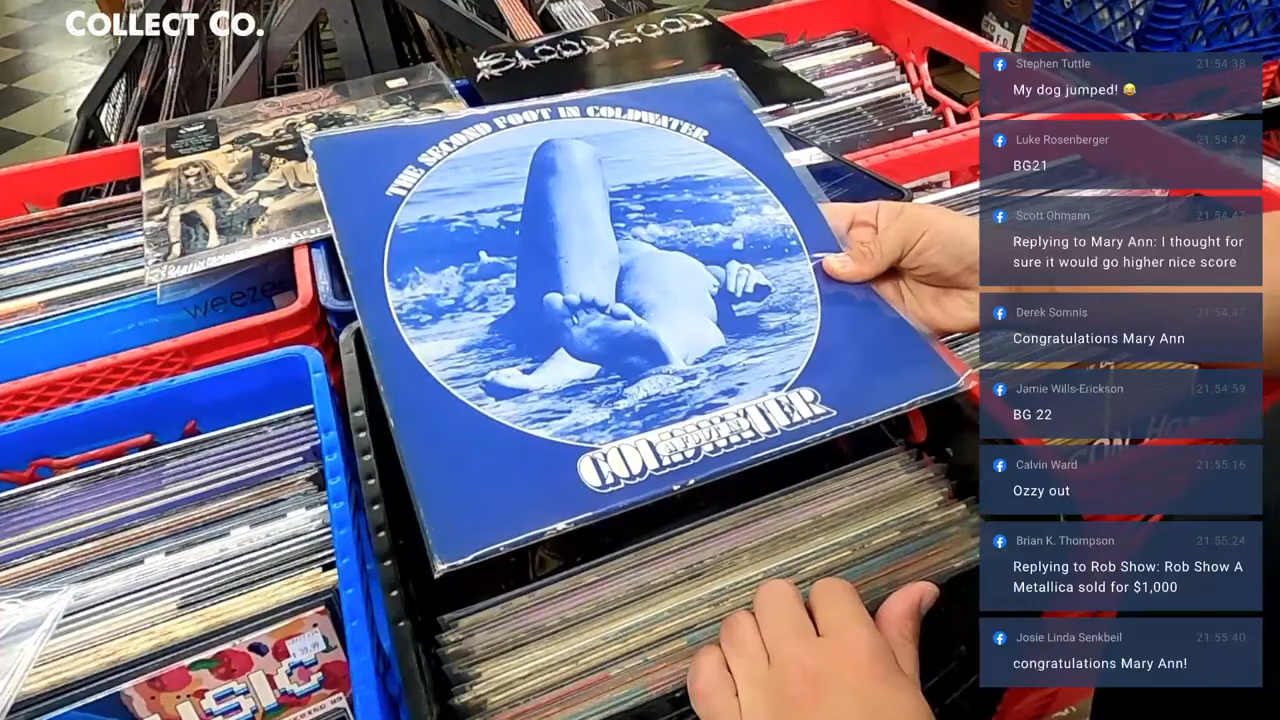 COLLECT CO.
BLOODGOOD
THE SECOND FOOT IN COLDWATER
weeze
COLDWATER
39.99
Stephen Tuttle 21:54:38
My dog jumped! 😂
Luke Rosenberger 21:54:42
BG21
Scott Ohmann 21:54:47
Replying to Mary Ann: I thought for
sure it would go higher nice score
Derek Somnis 21:54:47
Congratulations Mary Ann
Jamie Wills-Erickson 21:54:59
BG 22
Calvin Ward 21:55:16
Ozzy out
Brian K. Thompson 21:55:24
Replying to Rob Show: Rob Show A
Metallica sold for $1,000
Josie Linda Senkbeil 21:55:40
congratulations Mary Ann!